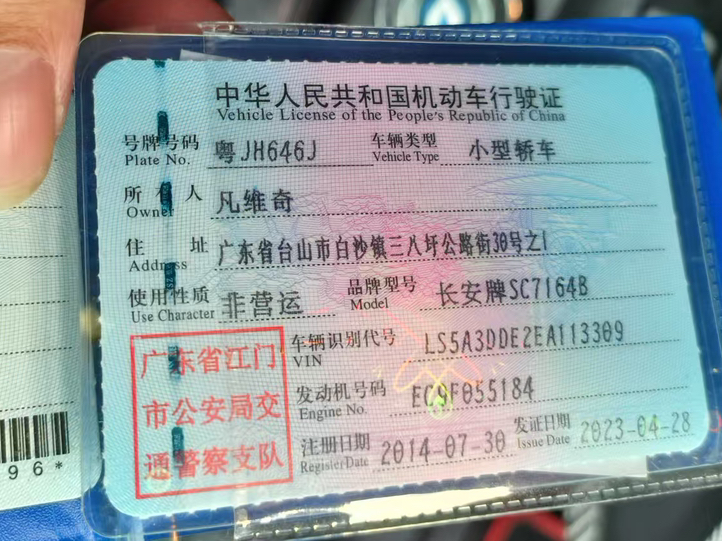 中华人民共和国机动车行驶证
Vehicle License of the People's Republic of China
号牌号码 粤JH646J 车辆类型 小型轿车
Plate No. Vehicle Type
所有人 凡维奇
Owner
住址 广东省台山市白沙镇三八圩公路街30号之1
Address
使用性质 非营运 品牌型号 长安牌SC7164B
Use Character Model
车辆识别代号 LS5A3DDE2EA113309
VIN
发动机号码
Engine No.
注册日期 2014-07-30 发证日期 2023-04-28
Register Date Issue Date
广东省江门
市公安局交
通警察支队
96*